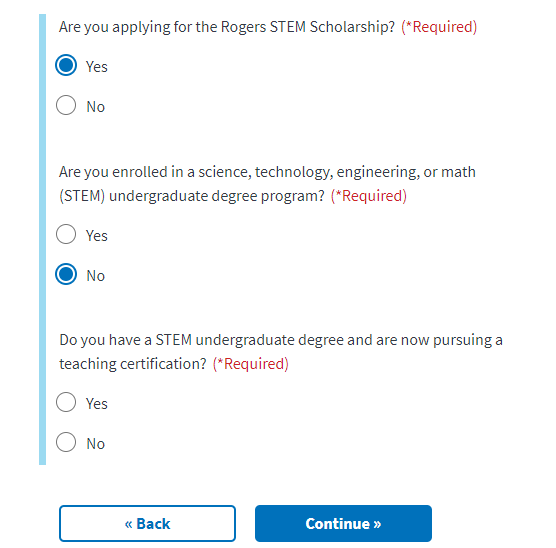 Are you applying for the Rogers STEM Scholarship? (*Required)
Yes
No
Are you enrolled in a science, technology, engineering, or math
(STEM) undergraduate degree program? (*Required)
Yes
No
Do you have a STEM undergraduate degree and are now pursuing a
teaching certification? (*Required)
Yes
No
« Back
Continue »